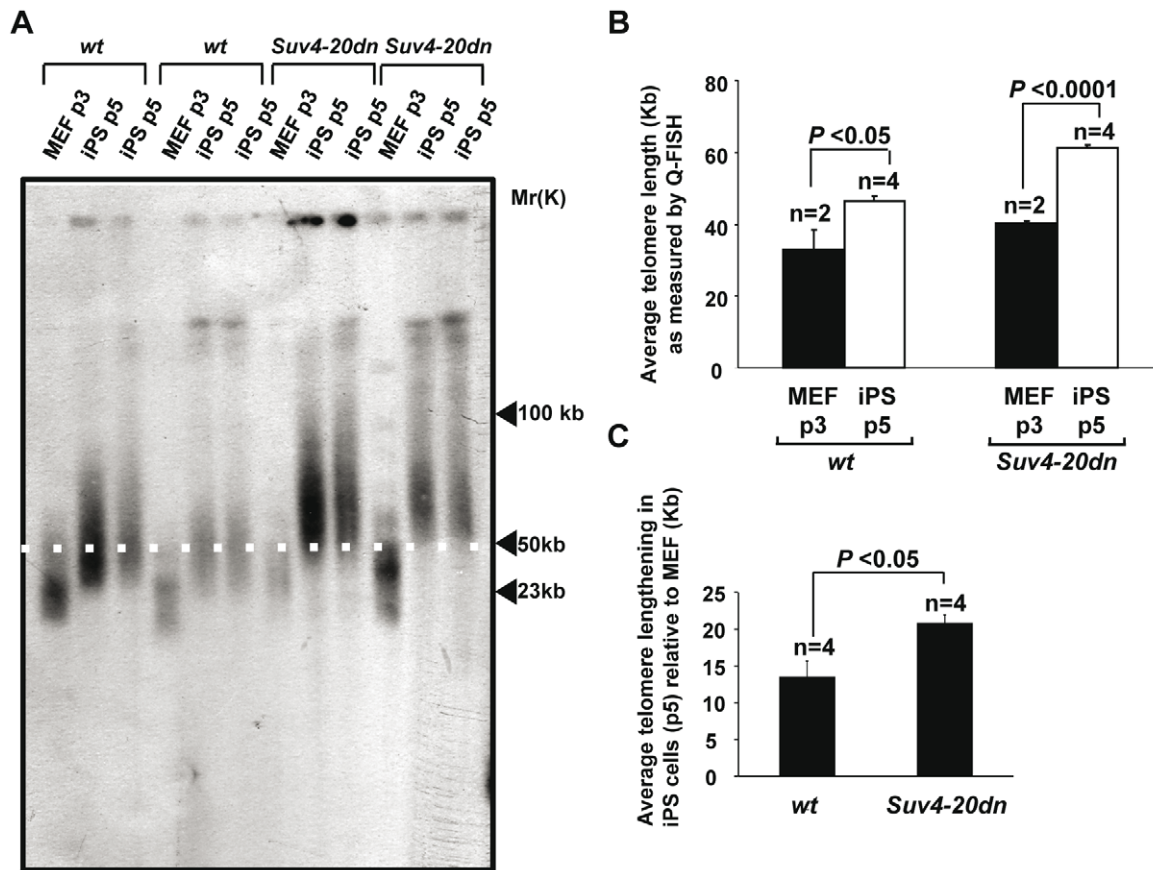 A
wt wt Suv4-20dn Suv4-20dn
MEF p3 iPS p5 iPS p5 MEF p3 iPS p5 iPS p5 MEF p3 iPS p5 iPS p5 MEF p3 iPS p5 iPS p5
Mr(K)
100 kb
50kb
23kb
B
Average telomere length (Kb)
as measured by Q-FISH
80
60
40
20
0
P <0.05
P <0.0001
n=2
n=4
n=2
n=4
MEF iPS MEF iPS
p3 p5 p3 p5
wt Suv4-20dn
C
Average telomere lengthening in
iPS cells (p5) relative to MEF (Kb)
25
20
15
10
5
0
P <0.05
n=4
n=4
wt Suv4-20dn